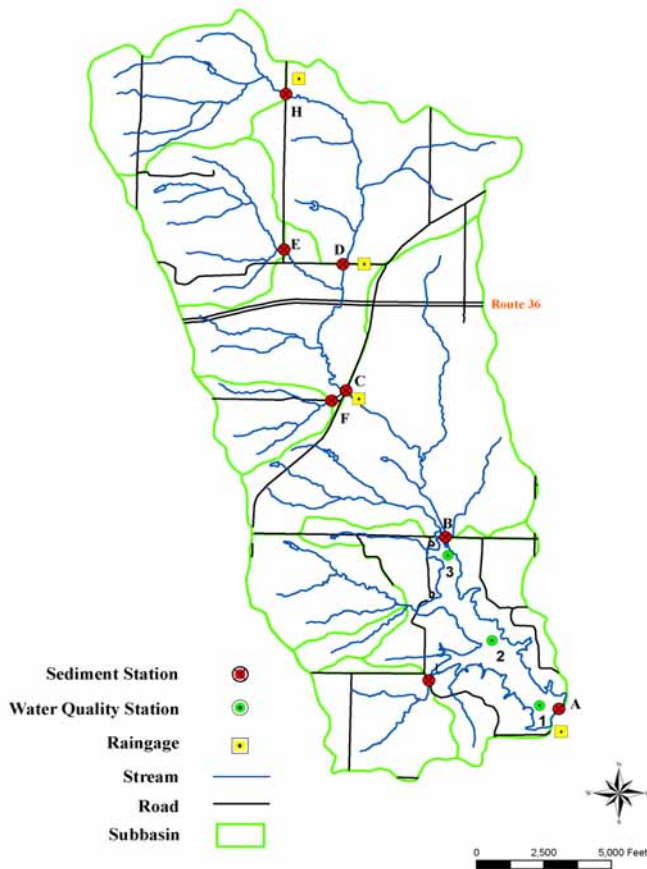 H
E
D
Route 36
C
F
B
3
2
A
1
Sediment Station
Water Quality Station
Raingage
Stream
Road
Subbasin
N
W
S
0 2,500 5,000 Feet